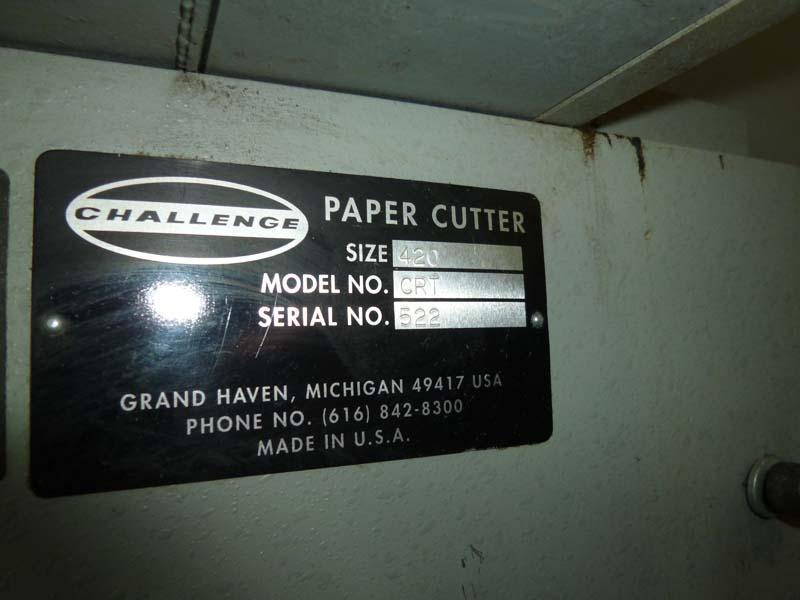 CHALLENGE
PAPER CUTTER
SIZE 420
MODEL NO. CRT
SERIAL NO. 522
GRAND HAVEN, MICHIGAN 49417 USA
PHONE NO. (616) 842-8300
MADE IN U.S.A.